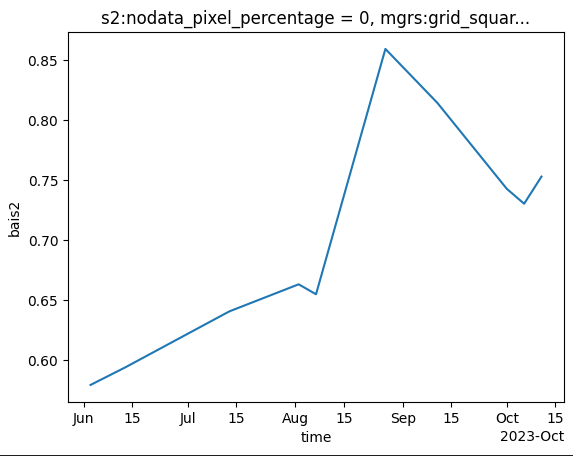 s2:nodata_pixel_percentage = 0, mgrs:grid_squar...
0.85
0.80
0.75
0.70
0.65
0.60
bais2
Jun 15 Jul 15 Aug 15 Sep 15 Oct 15
time
2023-Oct